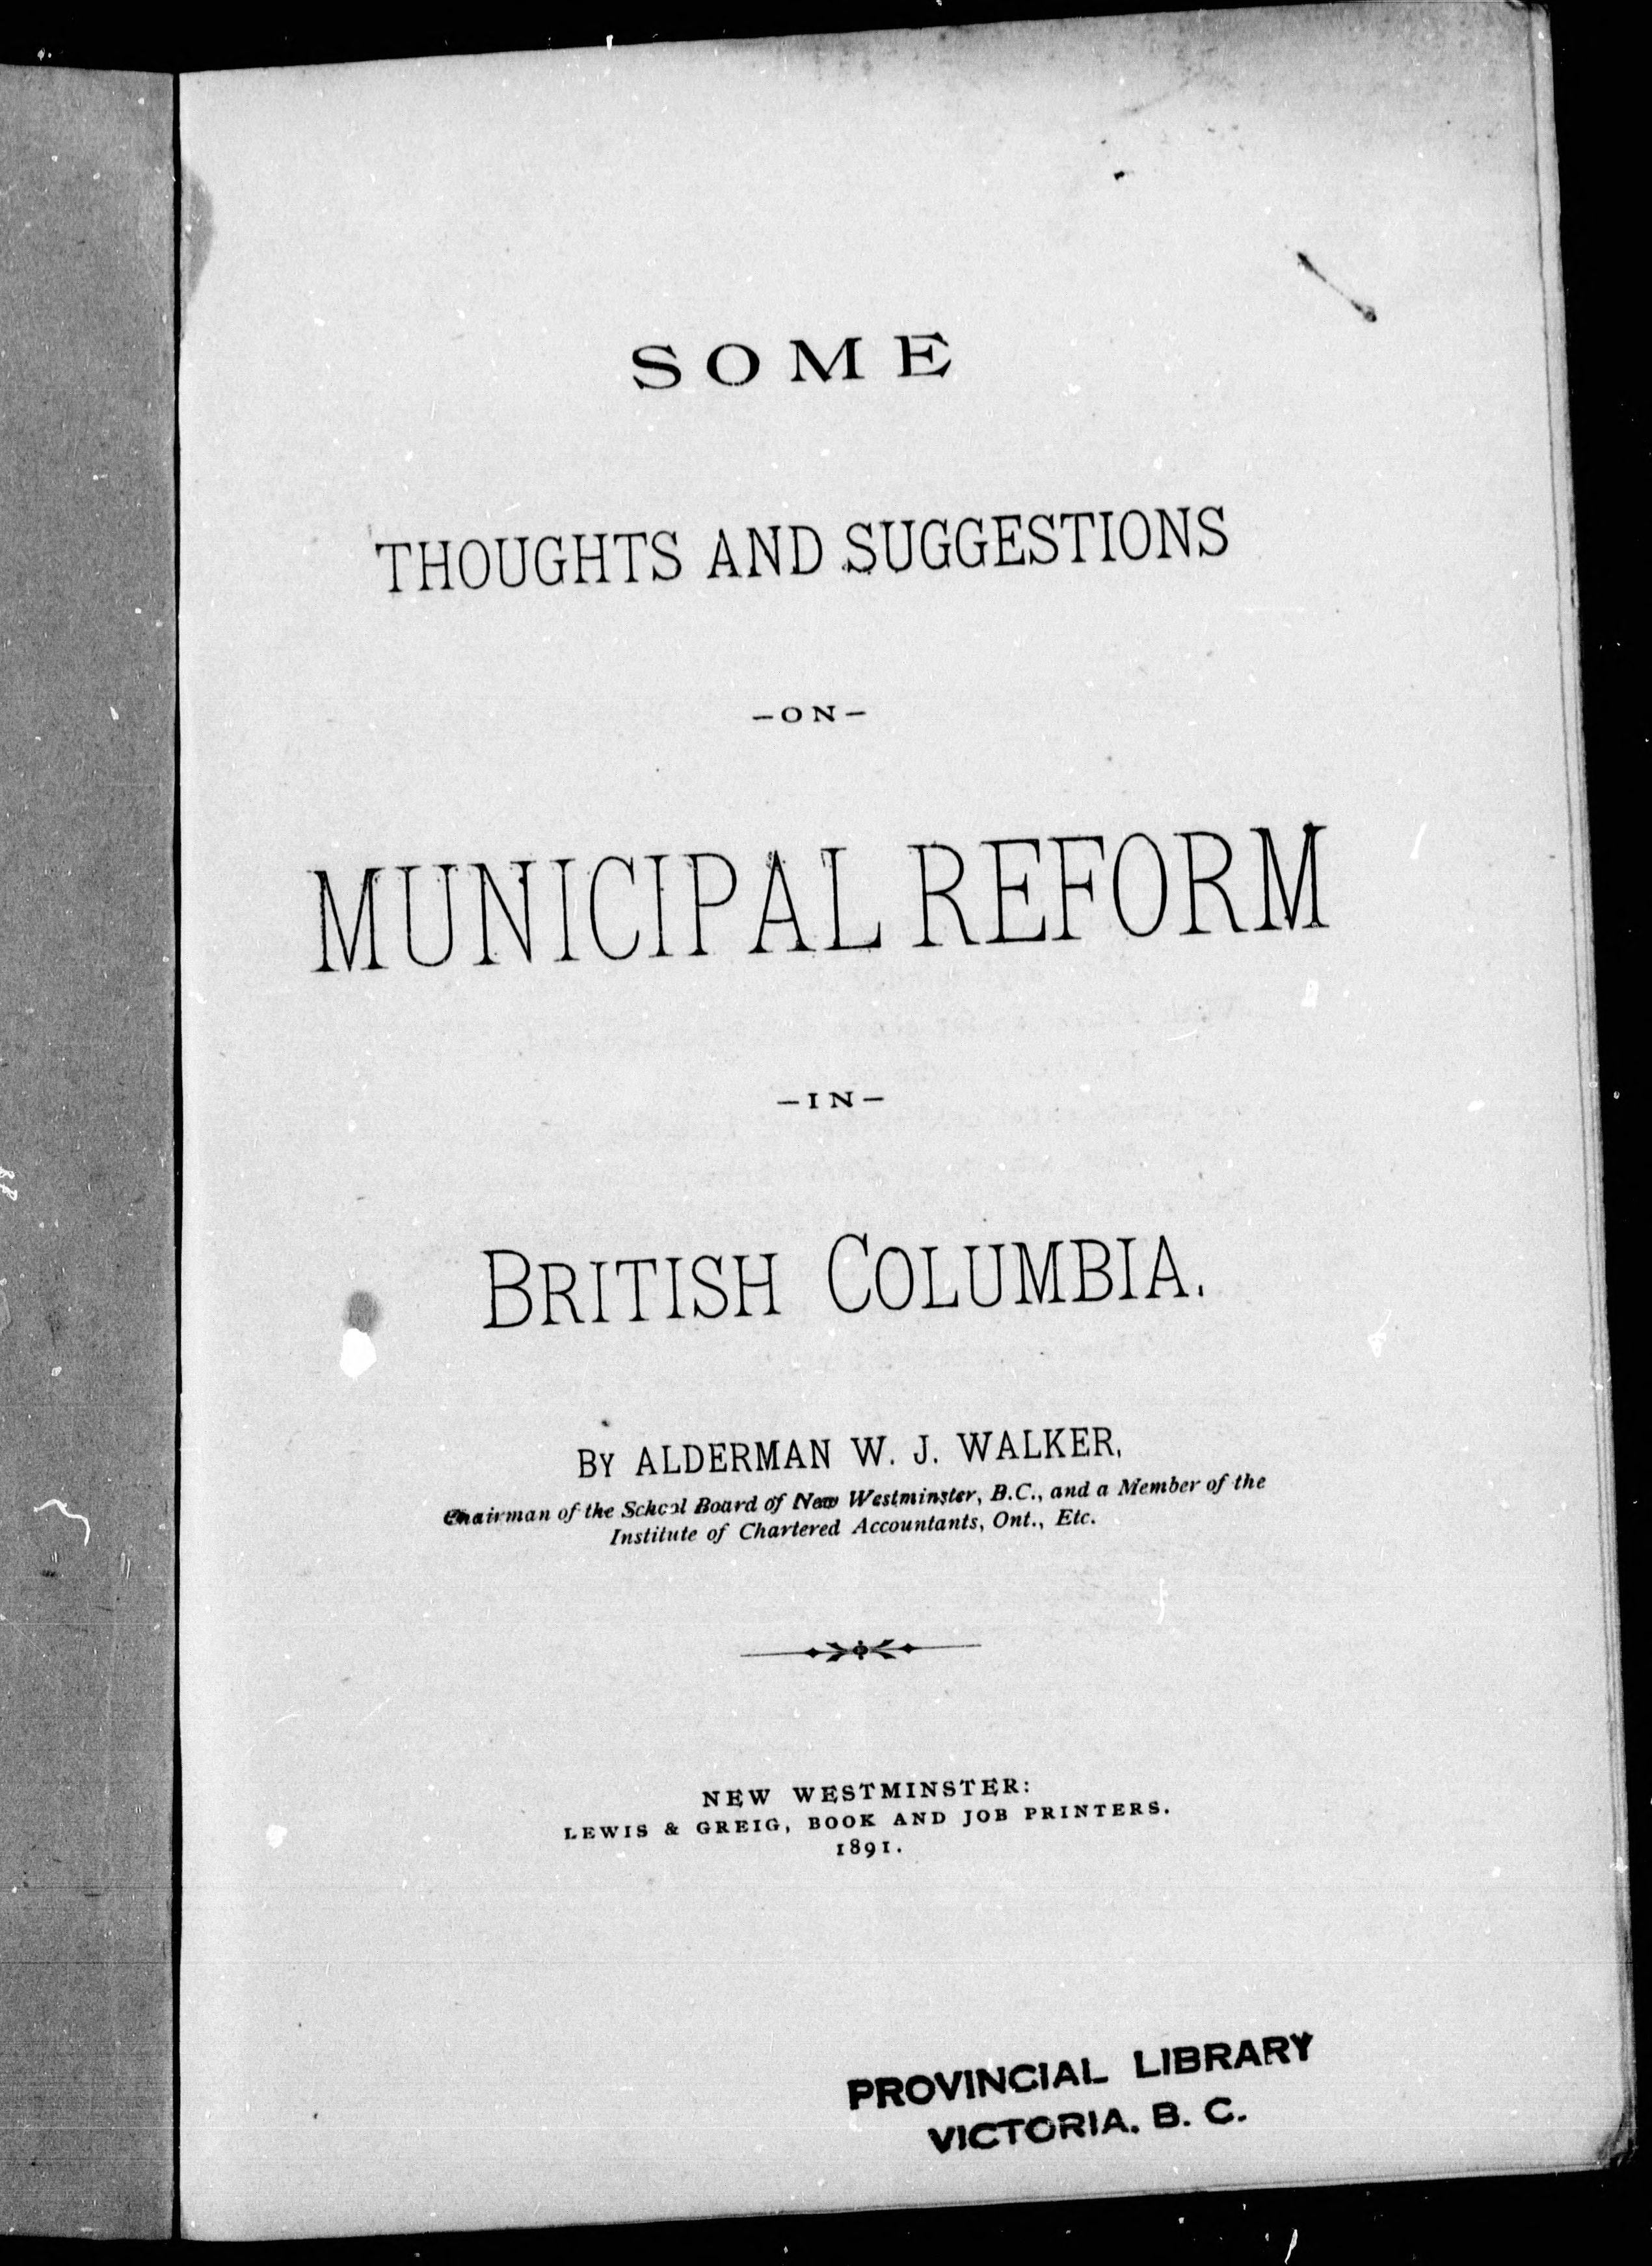 SOME
THOUGHTS AND SUGGESTIONS
—ON—
MUNICIPAL REFORM
—IN—
BRITISH COLUMBIA.
BY ALDERMAN W. J. WALKER,
Chairman of the School Board of New Westminster, B.C., and a Member of the
Institute of Chartered Accountants, Ont., Etc.
NEW WESTMINSTER:
LEWIS & GREIG, BOOK AND JOB PRINTERS.
1891.
PROVINCIAL LIBRARY
VICTORIA, B. C.